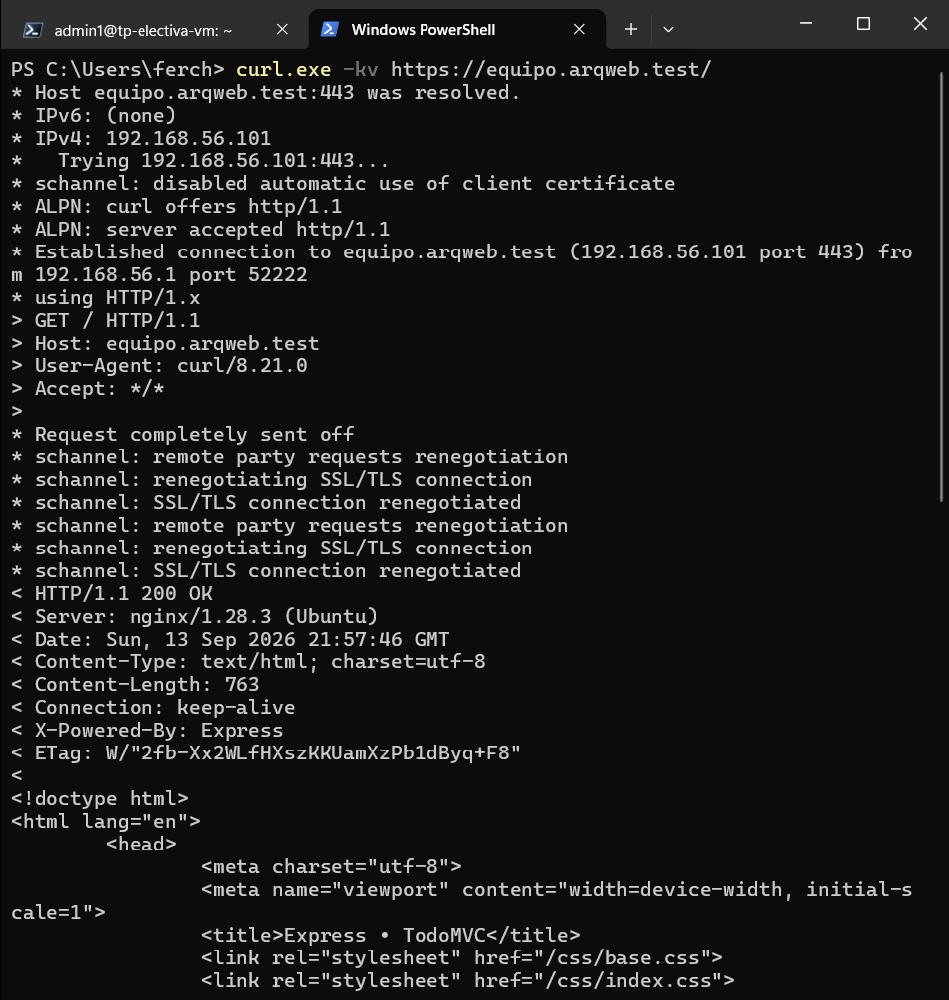 admin1@tp-electiva-vm: ~
Windows PowerShell
PS C:\Users\ferch> curl.exe -kv https://equipo.arqweb.test/
* Host equipo.arqweb.test:443 was resolved.
* IPv6: (none)
* IPv4: 192.168.56.101
*   Trying 192.168.56.101:443...
* schannel: disabled automatic use of client certificate
* ALPN: curl offers http/1.1
* ALPN: server accepted http/1.1
* Established connection to equipo.arqweb.test (192.168.56.101 port 443) fro
m 192.168.56.1 port 52222
* using HTTP/1.x
> GET / HTTP/1.1
> Host: equipo.arqweb.test
> User-Agent: curl/8.21.0
> Accept: */*
>
* Request completely sent off
* schannel: remote party requests renegotiation
* schannel: renegotiating SSL/TLS connection
* schannel: SSL/TLS connection renegotiated
* schannel: remote party requests renegotiation
* schannel: renegotiating SSL/TLS connection
* schannel: SSL/TLS connection renegotiated
< HTTP/1.1 200 OK
< Server: nginx/1.28.3 (Ubuntu)
< Date: Sun, 13 Sep 2026 21:57:46 GMT
< Content-Type: text/html; charset=utf-8
< Content-Length: 763
< Connection: keep-alive
< X-Powered-By: Express
< ETag: W/"2fb-Xx2WLfHXszKKUamXzPb1dByq+F8"
<
<!doctype html>
<html lang="en">
        <head>
                <meta charset="utf-8">
                <meta name="viewport" content="width=device-width, initial-s
cale=1">
                <title>Express • TodoMVC</title>
                <link rel="stylesheet" href="/css/base.css">
                <link rel="stylesheet" href="/css/index.css">